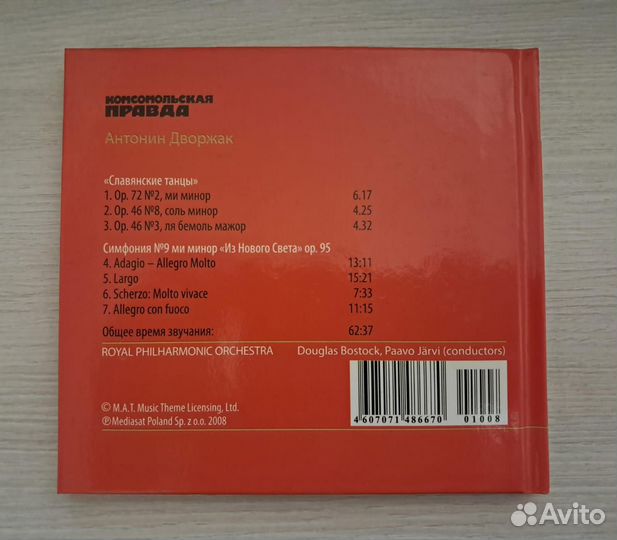 КОМСОМОЛЬСКАЯ
ПРАВДА
Антонин Дворжак
«Славянские танцы»
1. Op. 72 №2, ми минор 6.17
2. Op. 46 №8, соль минор 4.25
3. Op. 46 №3, ля бемоль мажор 4.32
Симфония №9 ми минор «Из Нового Света» op. 95
4. Adagio – Allegro Molto 13:11
5. Largo 15:21
6. Scherzo: Molto vivace 7:33
7. Allegro con fuoco 11:15
Общее время звучания: 62:37
ROYAL PHILHARMONIC ORCHESTRA Douglas Bostock, Paavo Järvi (conductors)
© M.A.T. Music Theme Licensing, Ltd.
℗ Mediasat Poland Sp. z o.o. 2008
4 607071 486670 01008
Avito